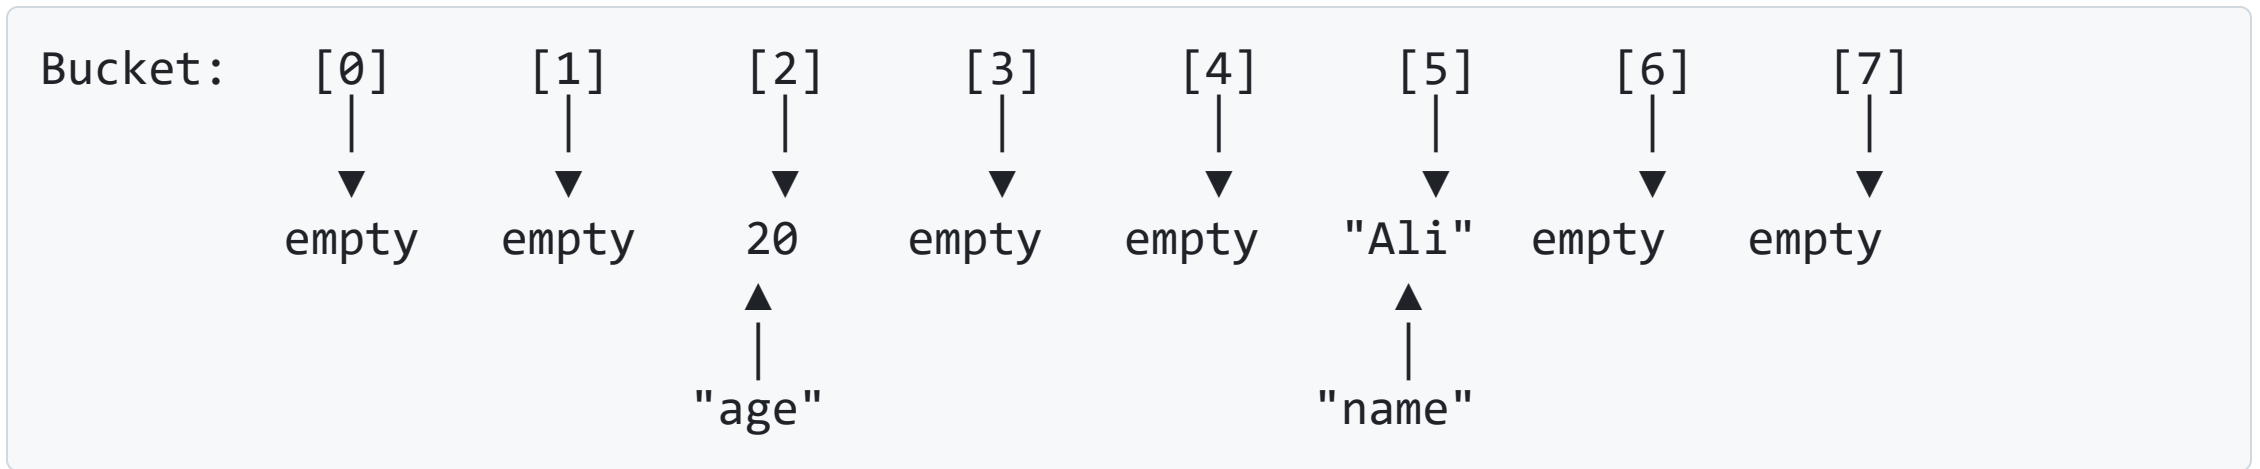 Bucket: [0] [1] [2] [3] [4] [5] [6] [7]
empty empty 20 empty empty "Ali" empty empty
"age" "name"